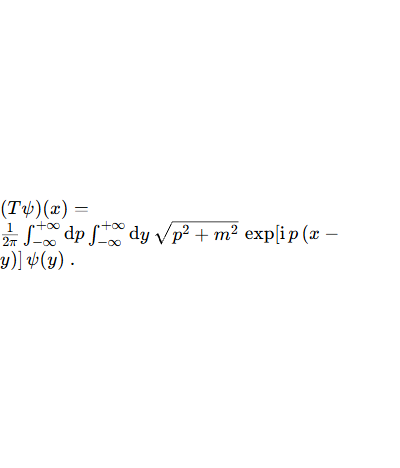 (Tψ)(x) =
1/2π ∫_{−∞}^{+∞} dp ∫_{−∞}^{+∞} dy √(p² + m²) exp[i p (x −
y)] ψ(y) .